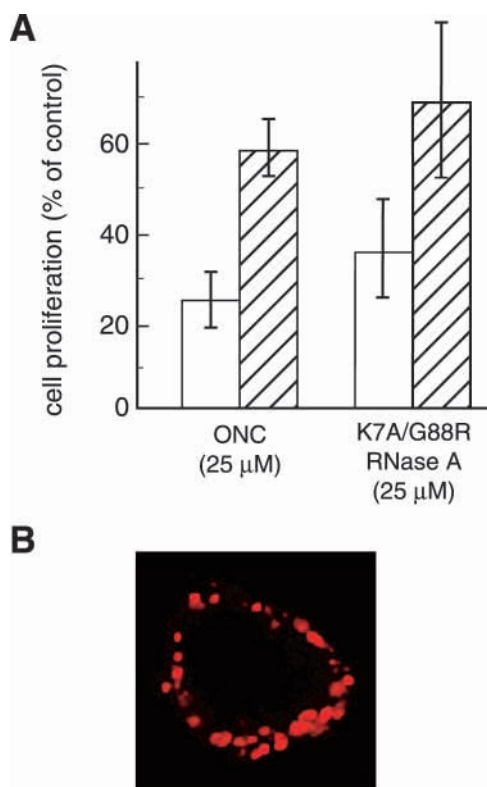 A
cell proliferation (% of control)
60
40
20
0
ONC
(25 μM)
K7A/G88R
RNase A
(25 μM)
B